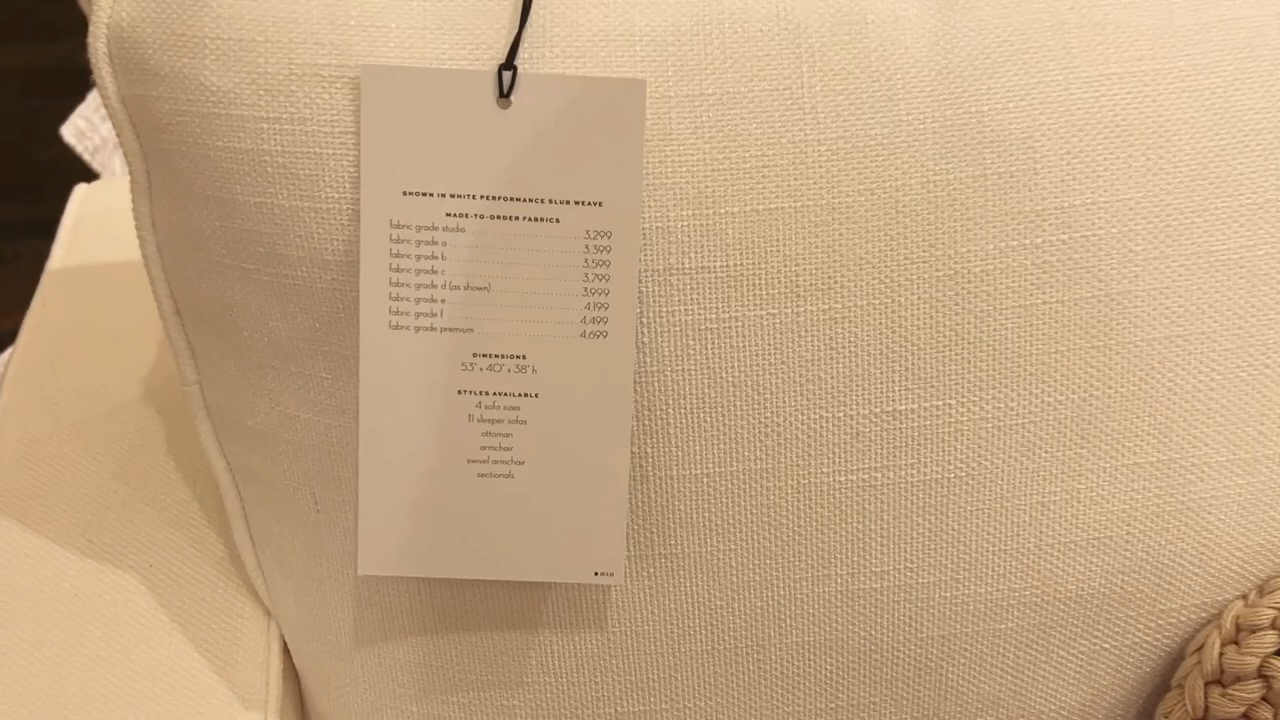 SHOWN IN WHITE PERFORMANCE SLUB WEAVE
MADE-TO-ORDER FABRICS
fabric grade studio 3,299
fabric grade a 3,399
fabric grade b 3,599
fabric grade c 3,799
fabric grade d (as shown) 3,999
fabric grade e 4,199
fabric grade f 4,499
fabric grade premium 4,699
DIMENSIONS
53" x 40" x 38" h
STYLES AVAILABLE
4 sofa sizes
11 sleeper sofas
ottoman
armchair
swivel armchair
sectionals